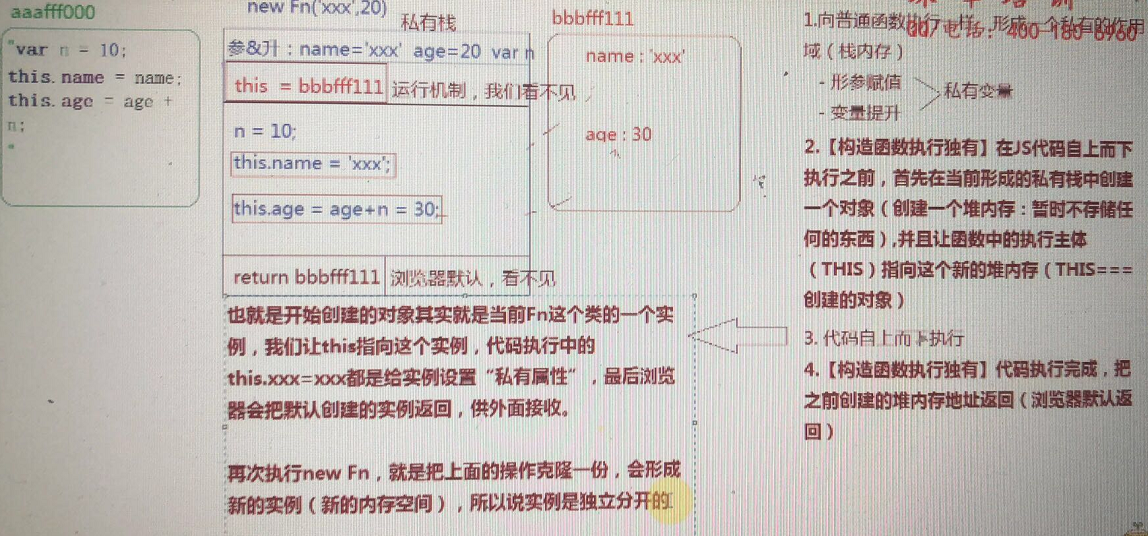 aaafff000
"var n = 10;
this.name = name;
this.age = age +
n;
"
new Fn('xxx',20)
私有栈
参&升：name='xxx' age=20 var n
this = bbbfff111
运行机制，我们看不见
n = 10;
this.name = 'xxx';
this.age = age+n = 30;
return bbbfff111
浏览器默认，看不见
bbbfff111
name : 'xxx'
age : 30
也就是开始创建的对象其实就是当前Fn这个类的一个实
例，我们让this指向这个实例，代码执行中的
this.xxx=xxx都是给实例设置“私有属性”，最后浏览
器会把默认创建的实例返回，供外面接收。
再次执行new Fn，就是把上面的操作克隆一份，会形成
新的实例（新的内存空间），所以说实例是独立分开的
培训
QQ/电话：400-180-8960
1.向普通函数执行一样，形成一个私有的作用
域（栈内存）
- 形参赋值
- 变量提升
私有变量
2.【构造函数执行独有】在JS代码自上而下
执行之前，首先在当前形成的私有栈中创建
一个对象（创建一个堆内存：暂时不存储任
何的东西）,并且让函数中的执行主体
（THIS）指向这个新的堆内存（THIS===
创建的对象）
3. 代码自上而下执行
4.【构造函数执行独有】代码执行完成，把
之前创建的堆内存地址返回（浏览器默认返
回）